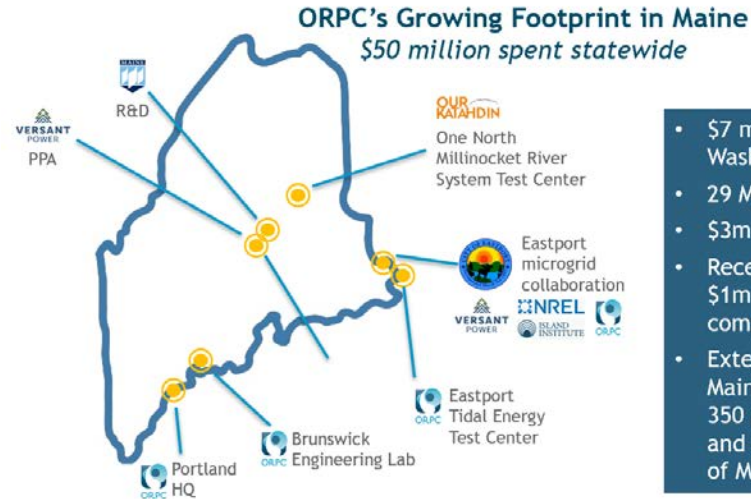 ORPC's Growing Footprint in Maine
$50 million spent statewide
MAINE
R&D
VERSANT
POWER
PPA
OUR
KATAHDIN
One North
Millinocket River
System Test Center
Eastport
microgrid
collaboration
VERSANT
POWER
NREL
ISLAND
INSTITUTE
ORPC
ORPC
Eastport
Tidal Energy
Test Center
ORPC
Brunswick
Engineering Lab
ORPC
Portland
HQ
• $7 m
Wash
• 29 M
• $3m
• Rece
$1m
com
• Exte
Main
350
and
of M